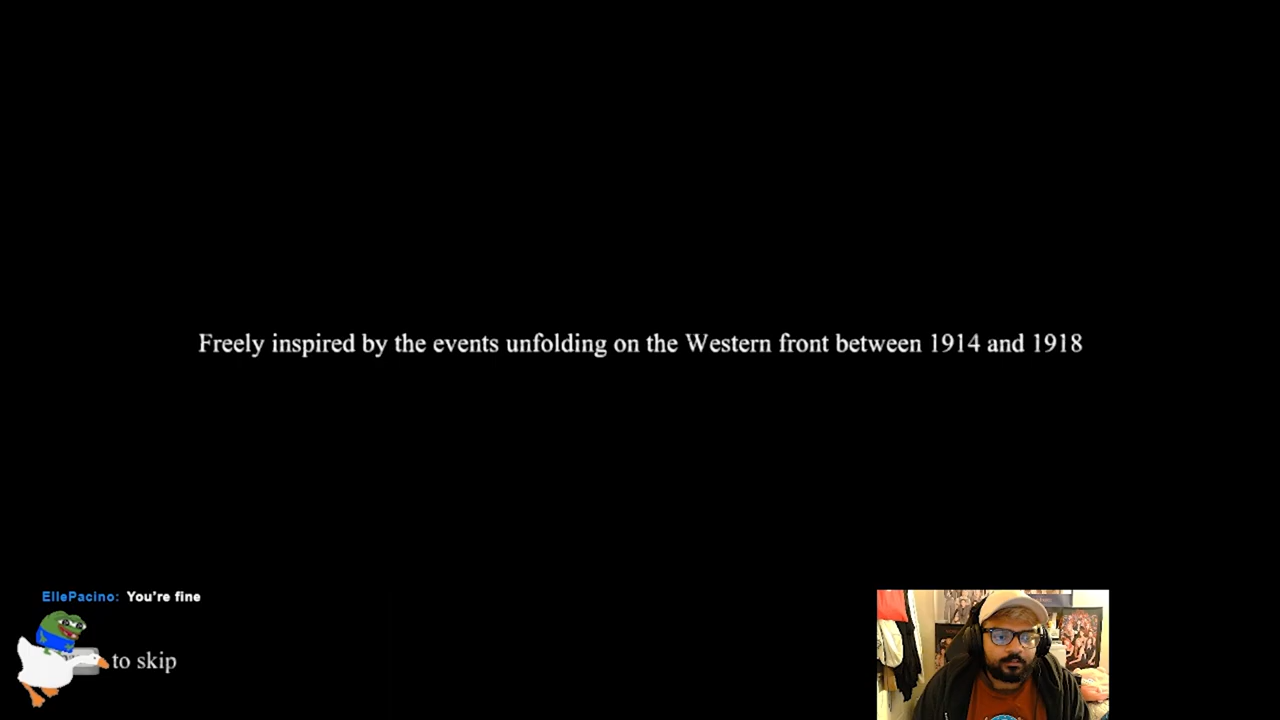 Freely inspired by the events unfolding on the Western front between 1914 and 1918
EllePacino: You're fine
to skip